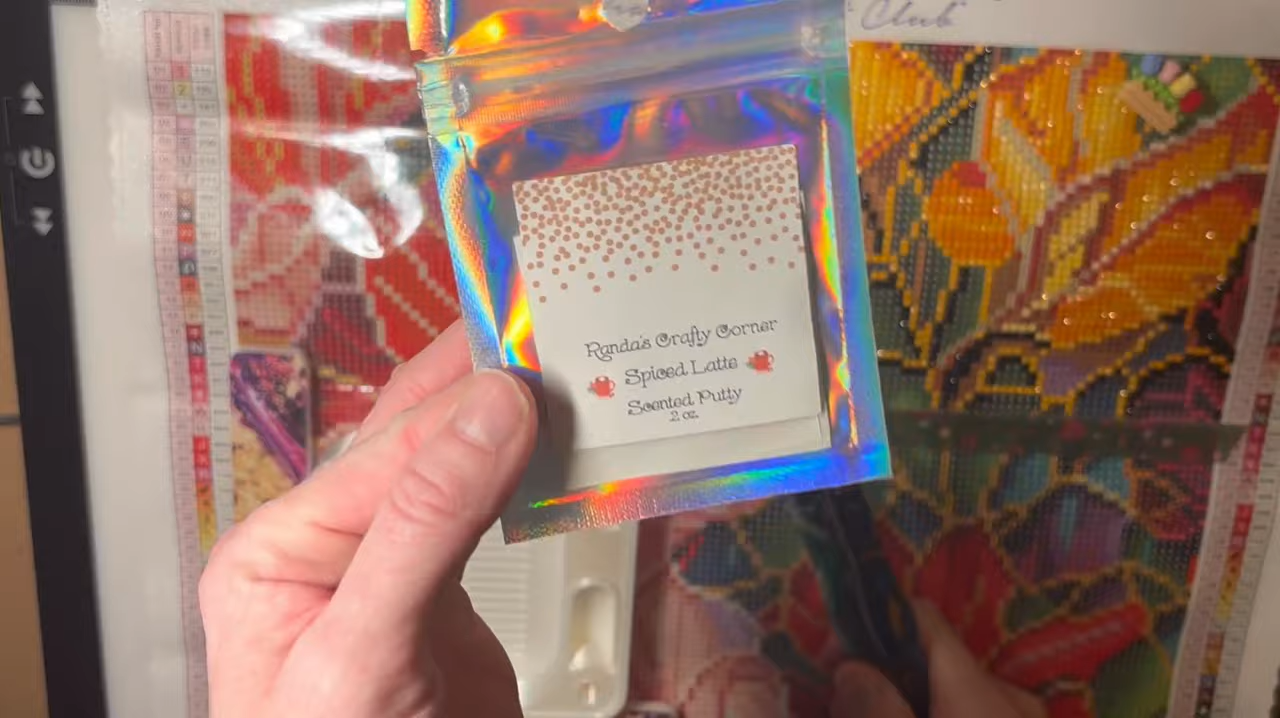 Club"
Randa's Crafty Corner
Spiced Latte
Scented Putty
2 oz.